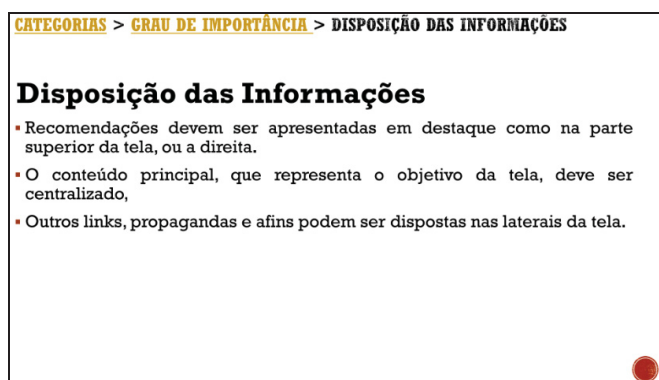 CATEGORIAS > GRAU DE IMPORTÂNCIA > DISPOSIÇÃO DAS INFORMAÇÕES
Disposição das Informações
▪ Recomendações devem ser apresentadas em destaque como na parte
superior da tela, ou a direita.
▪ O conteúdo principal, que representa o objetivo da tela, deve ser
centralizado,
▪ Outros links, propagandas e afins podem ser dispostas nas laterais da tela.